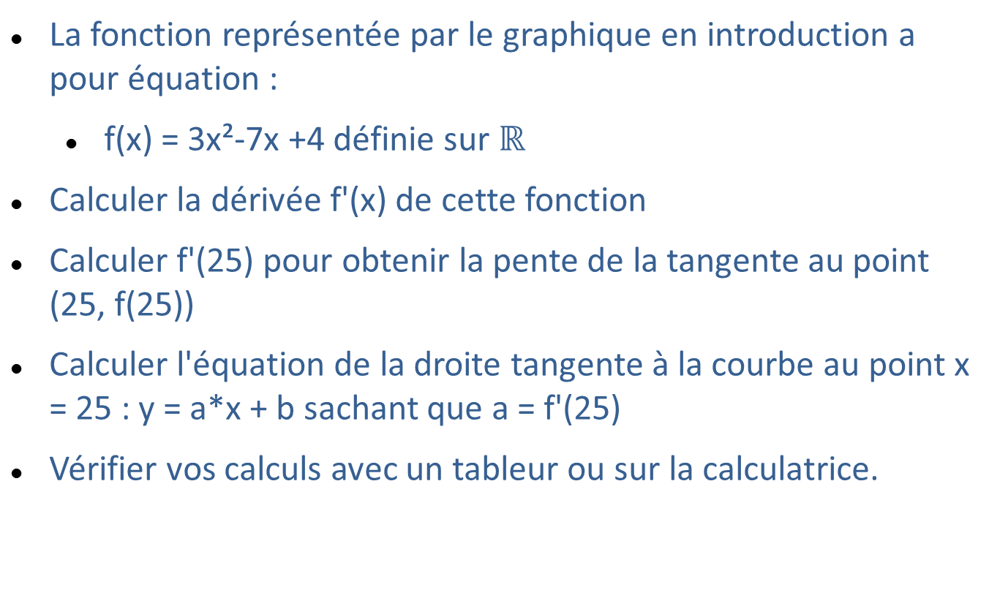 • La fonction représentée par le graphique en introduction a
pour équation :
• f(x) = 3x²-7x +4 définie sur ℝ
• Calculer la dérivée f'(x) de cette fonction
• Calculer f'(25) pour obtenir la pente de la tangente au point
(25, f(25))
• Calculer l'équation de la droite tangente à la courbe au point x
= 25 : y = a*x + b sachant que a = f'(25)
• Vérifier vos calculs avec un tableur ou sur la calculatrice.